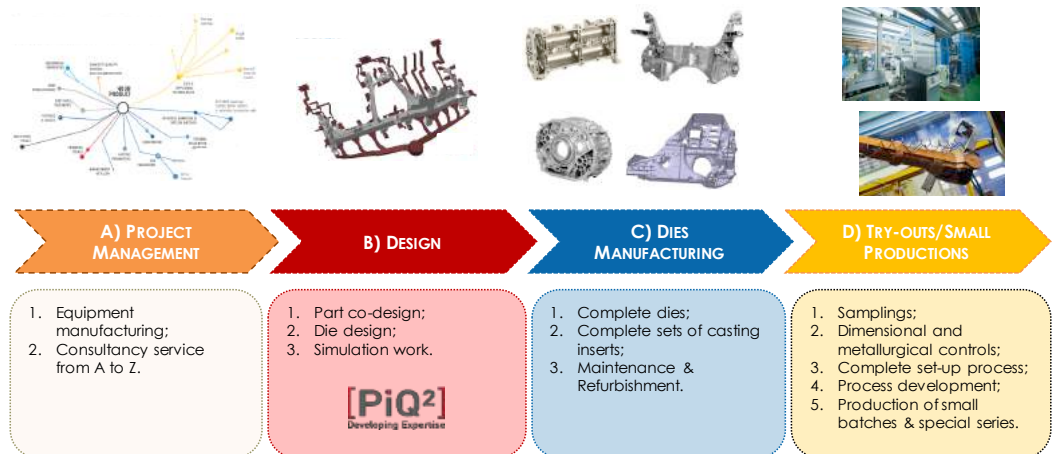 A) PROJECT
MANAGEMENT
B) DESIGN
C) DIES
MANUFACTURING
D) TRY-OUTS/SMALL
PRODUCTIONS
1. Equipment
manufacturing;
2. Consultancy service
from A to Z.
1. Part co-design;
2. Die design;
3. Simulation work.
[PiQ²]
Developing Expertise
1. Complete dies;
2. Complete sets of casting
inserts;
3. Maintenance &
Refurbishment.
1. Samplings;
2. Dimensional and
metallurgical controls;
3. Complete set-up process;
4. Process development;
5. Production of small
batches & special series.